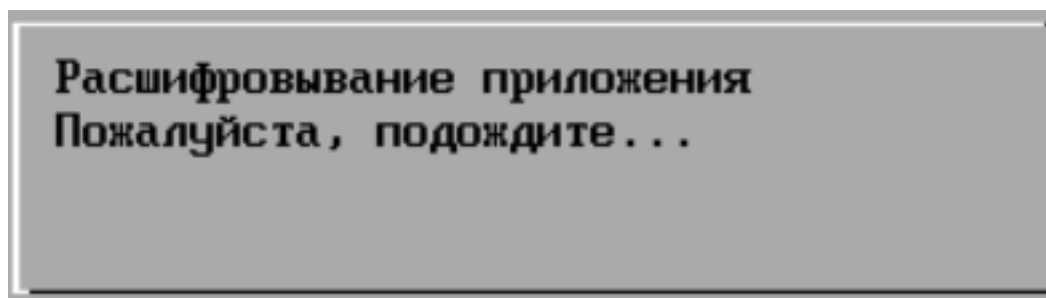 Расшифровывание приложения
Пожалуйста, подождите...